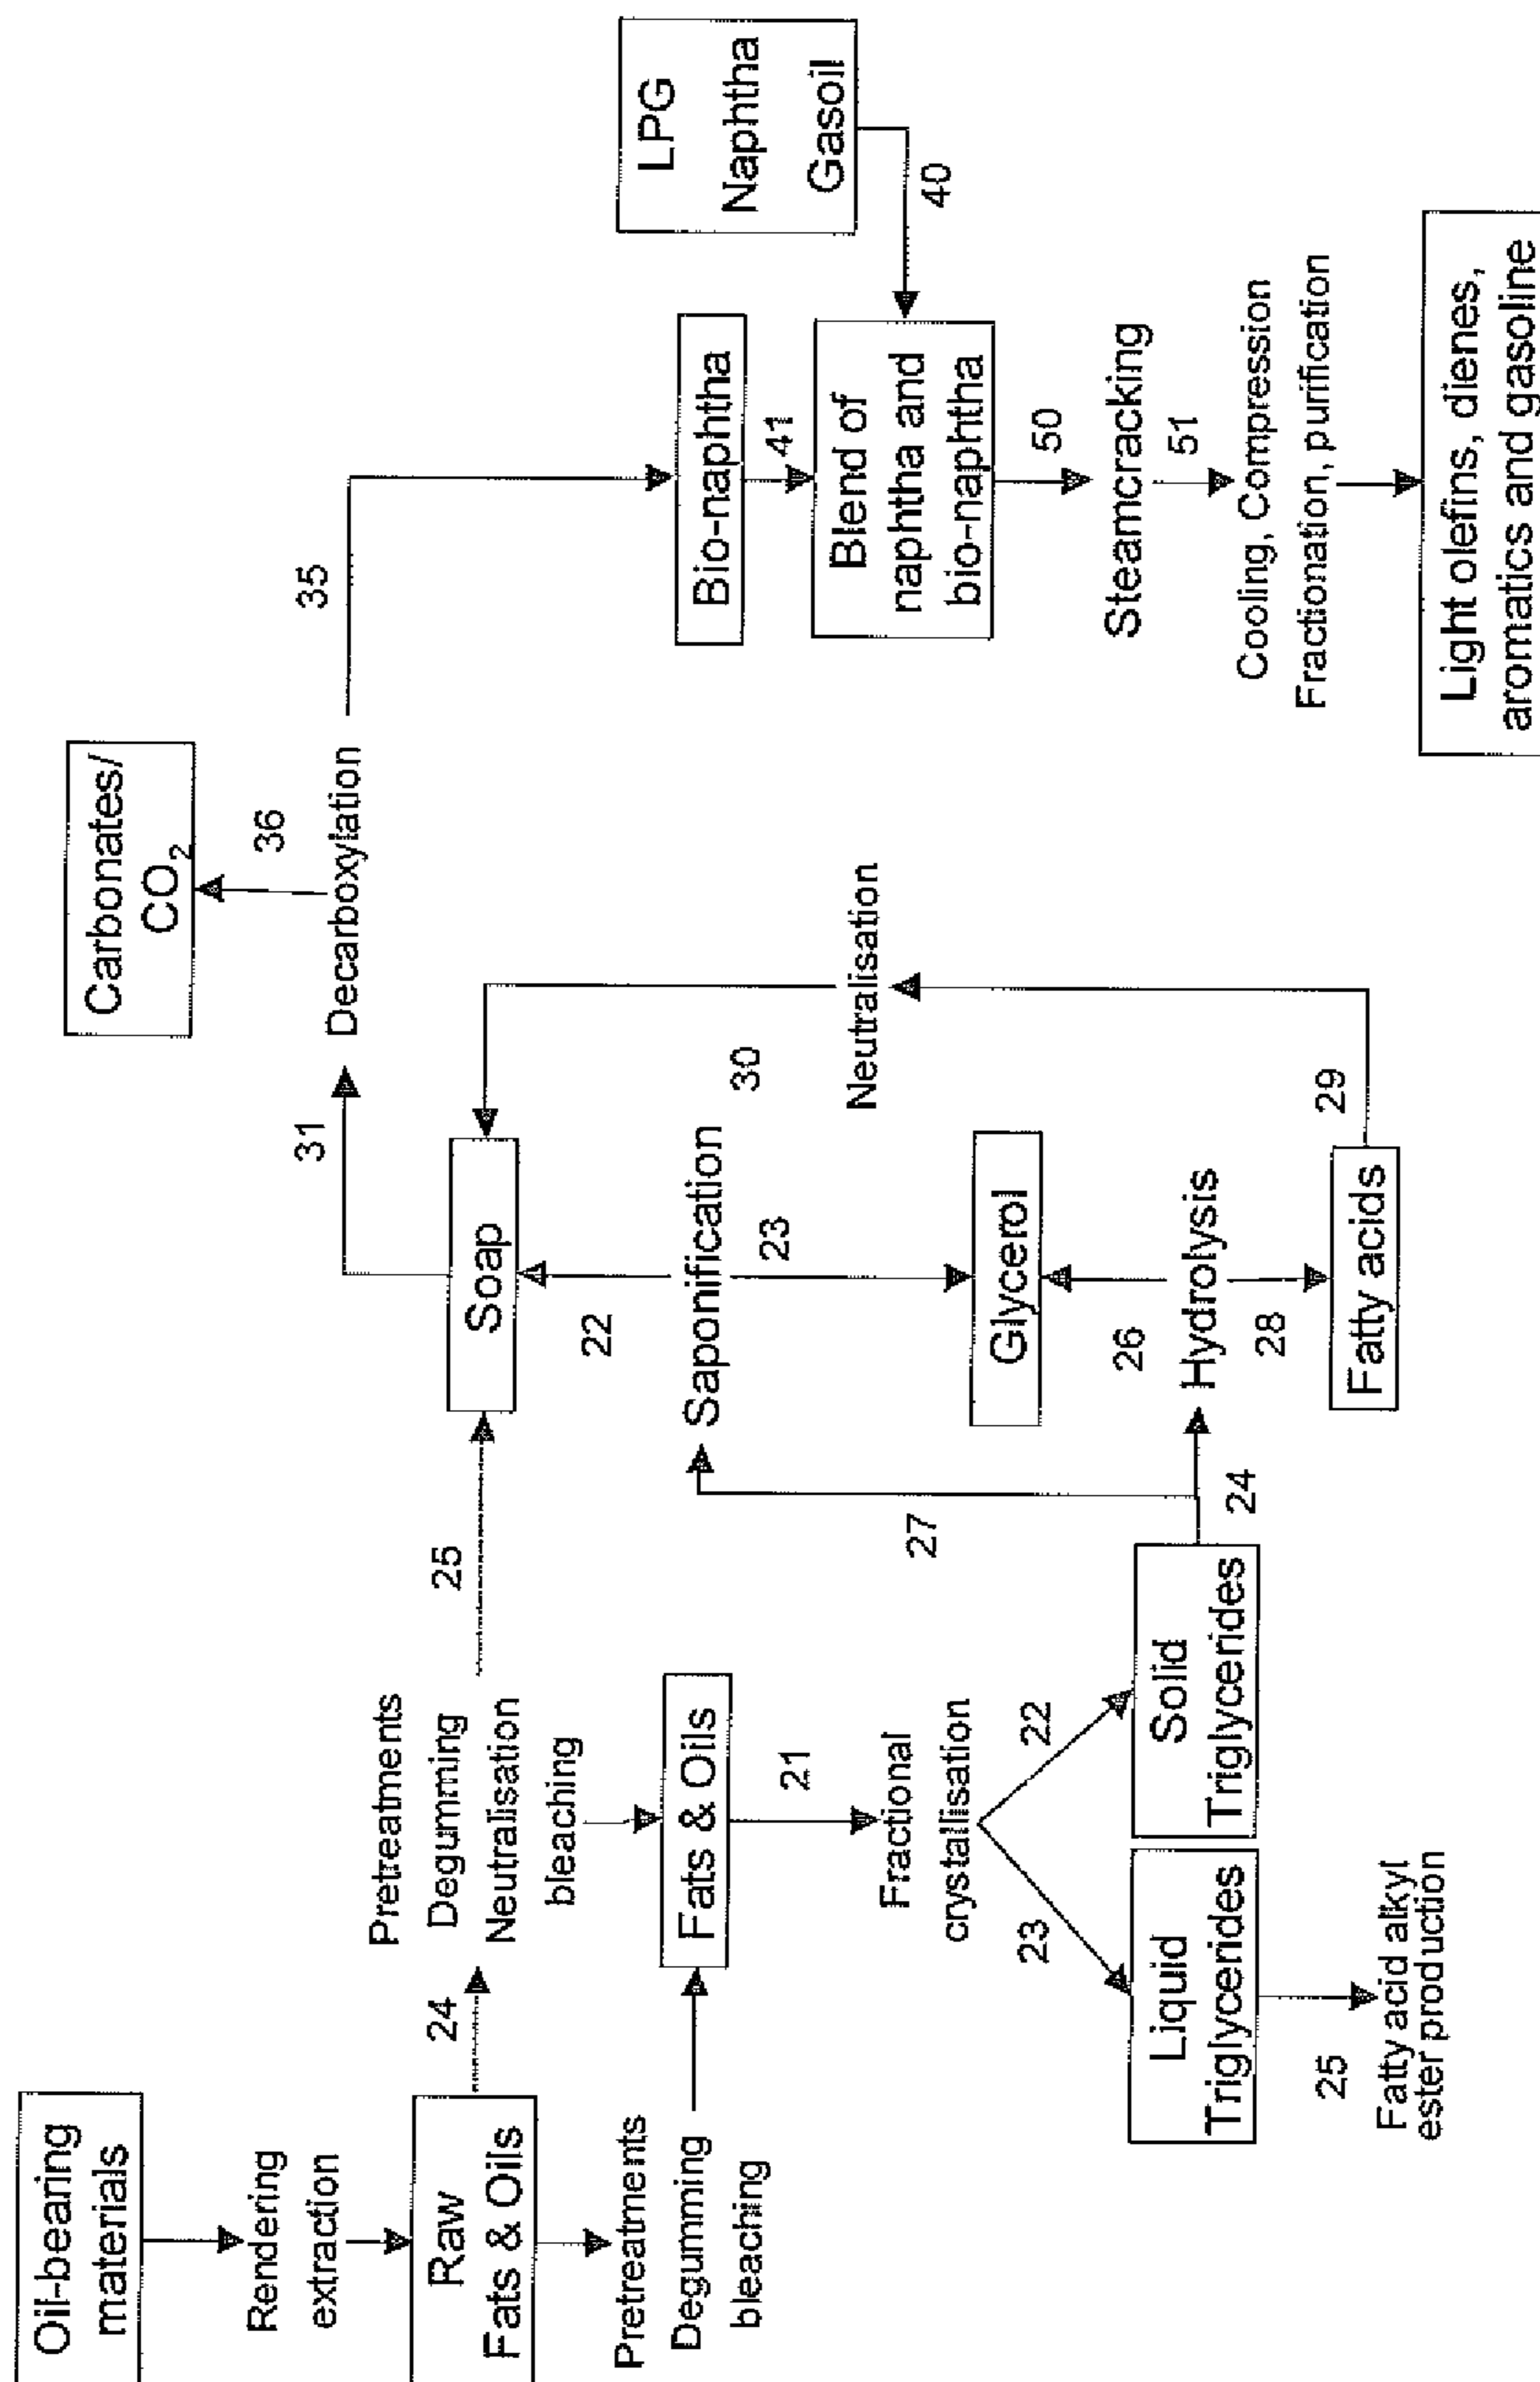 Oil-bearing
materials
Rendering
extraction
Raw
Fats & Oils
Pretreatments
Degumming
bleaching
24
Pretreatments
Degumming
Neutralisation
bleaching
25
Fats & Oils
21
Fractional
crystallisation
23
22
Liquid
Triglycerides
Solid
Triglycerides
25
Fatty acid alkyl
ester production
27
24
Soap
22
Saponification
23
Glycerol
26
Hydrolysis
28
Fatty acids
29
Neutralisation
30
31
Decarboxylation
36
Carbonates/
CO2
35
Bio-naphtha
41
LPG
Naphtha
Gasoil
40
Blend of
naphtha and
bio-naphtha
50
Steamcracking
51
Cooling, Compression
Fractionation, purification
Light olefins, dienes,
aromatics and gasoline